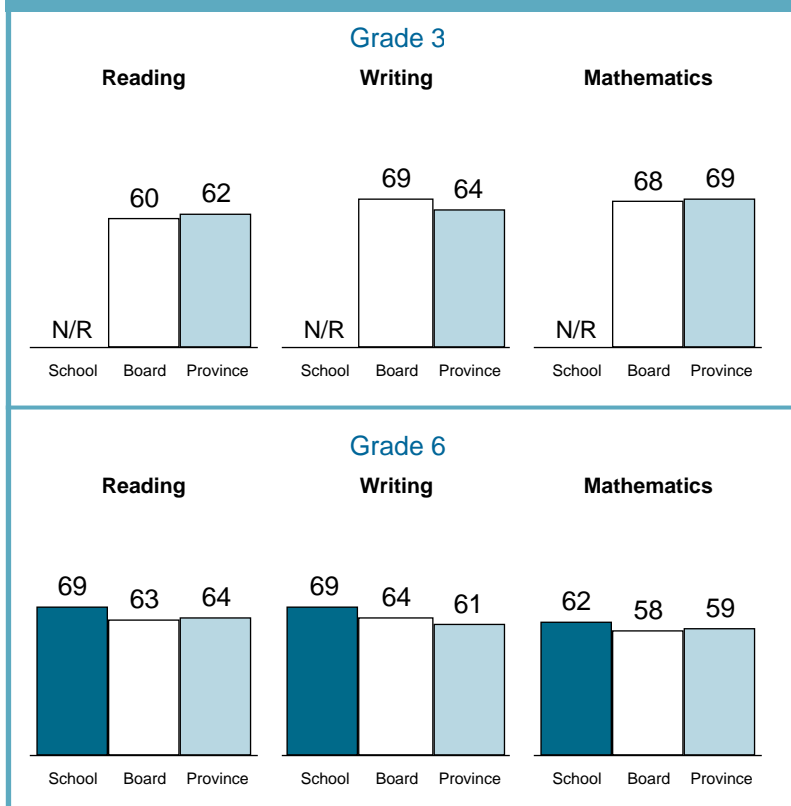 Grade 3
Reading Writing Mathematics
60 62 69 64 68 69
N/R N/R N/R
School Board Province School Board Province School Board Province
Grade 6
Reading Writing Mathematics
69 63 64 69 64 61 62 58 59
School Board Province School Board Province School Board Province